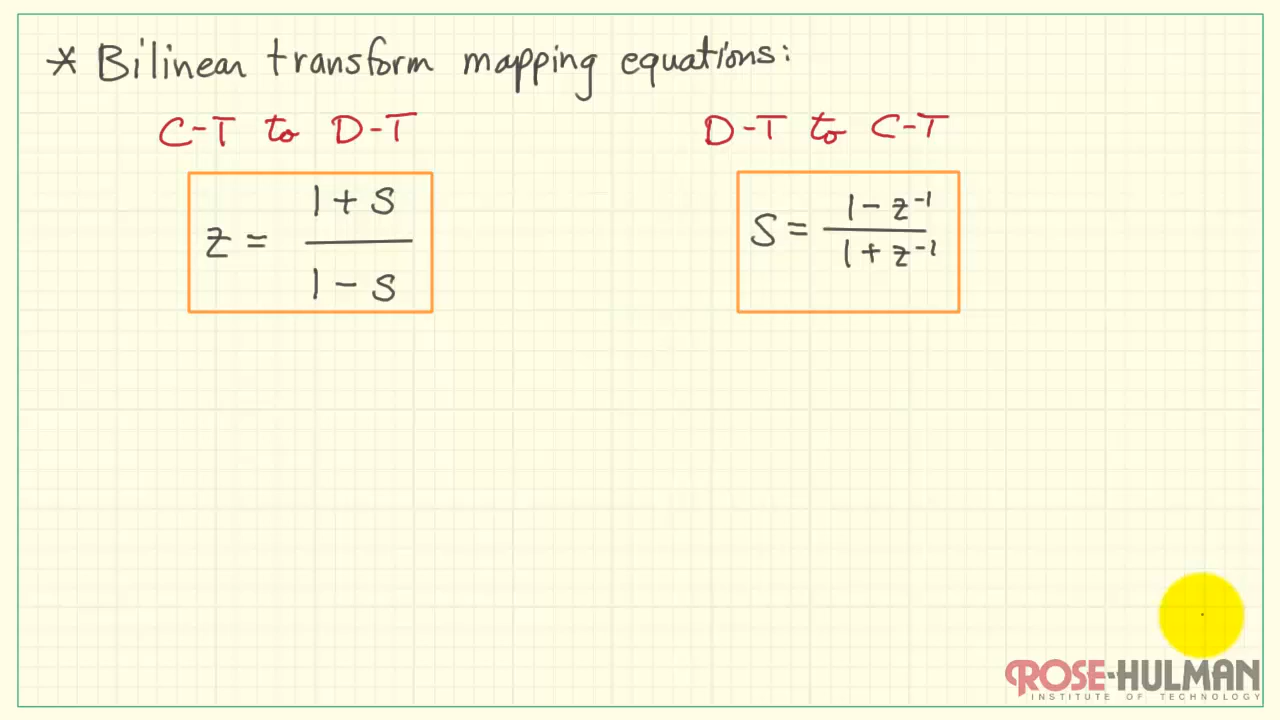 * Bilinear transform mapping equations:
C-T to D-T
z = (1 + s) / (1 - s)
D-T to C-T
s = (1 - z⁻¹) / (1 + z⁻¹)
ROSE-HULMAN
INSTITUTE OF TECHNOLOGY